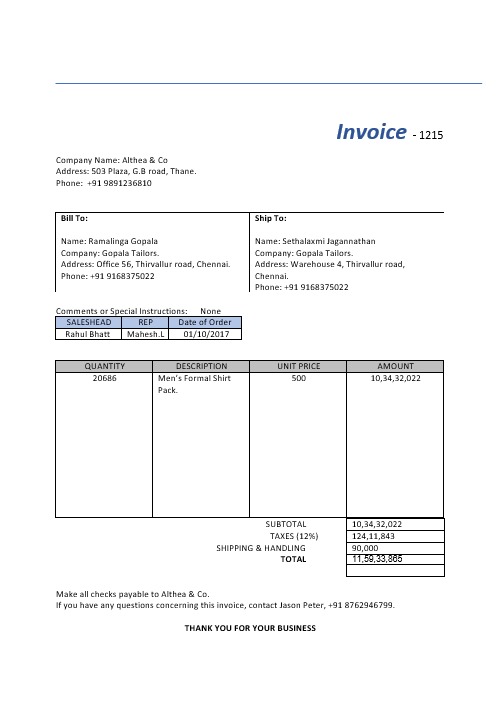 Invoice - 1215
Company Name: Althea & Co
Address: 503 Plaza, G.B road, Thane.
Phone: +91 9891236810
Bill To:
Name: Ramalinga Gopala
Company: Gopala Tailors.
Address: Office 56, Thirvallur road, Chennai.
Phone: +91 9168375022
Ship To:
Name: Sethalaxmi Jagannathan
Company: Gopala Tailors.
Address: Warehouse 4, Thirvallur road,
Chennai.
Phone: +91 9168375022
Comments or Special Instructions: None
SALESHEAD REP Date of Order
Rahul Bhatt Mahesh.L 01/10/2017
QUANTITY DESCRIPTION UNIT PRICE AMOUNT
20686 Men's Formal Shirt 500 10,34,32,022
Pack.
SUBTOTAL 10,34,32,022
TAXES (12%) 124,11,843
SHIPPING & HANDLING 90,000
TOTAL 11,59,33,865
Make all checks payable to Althea & Co.
If you have any questions concerning this invoice, contact Jason Peter, +91 8762946799.
THANK YOU FOR YOUR BUSINESS